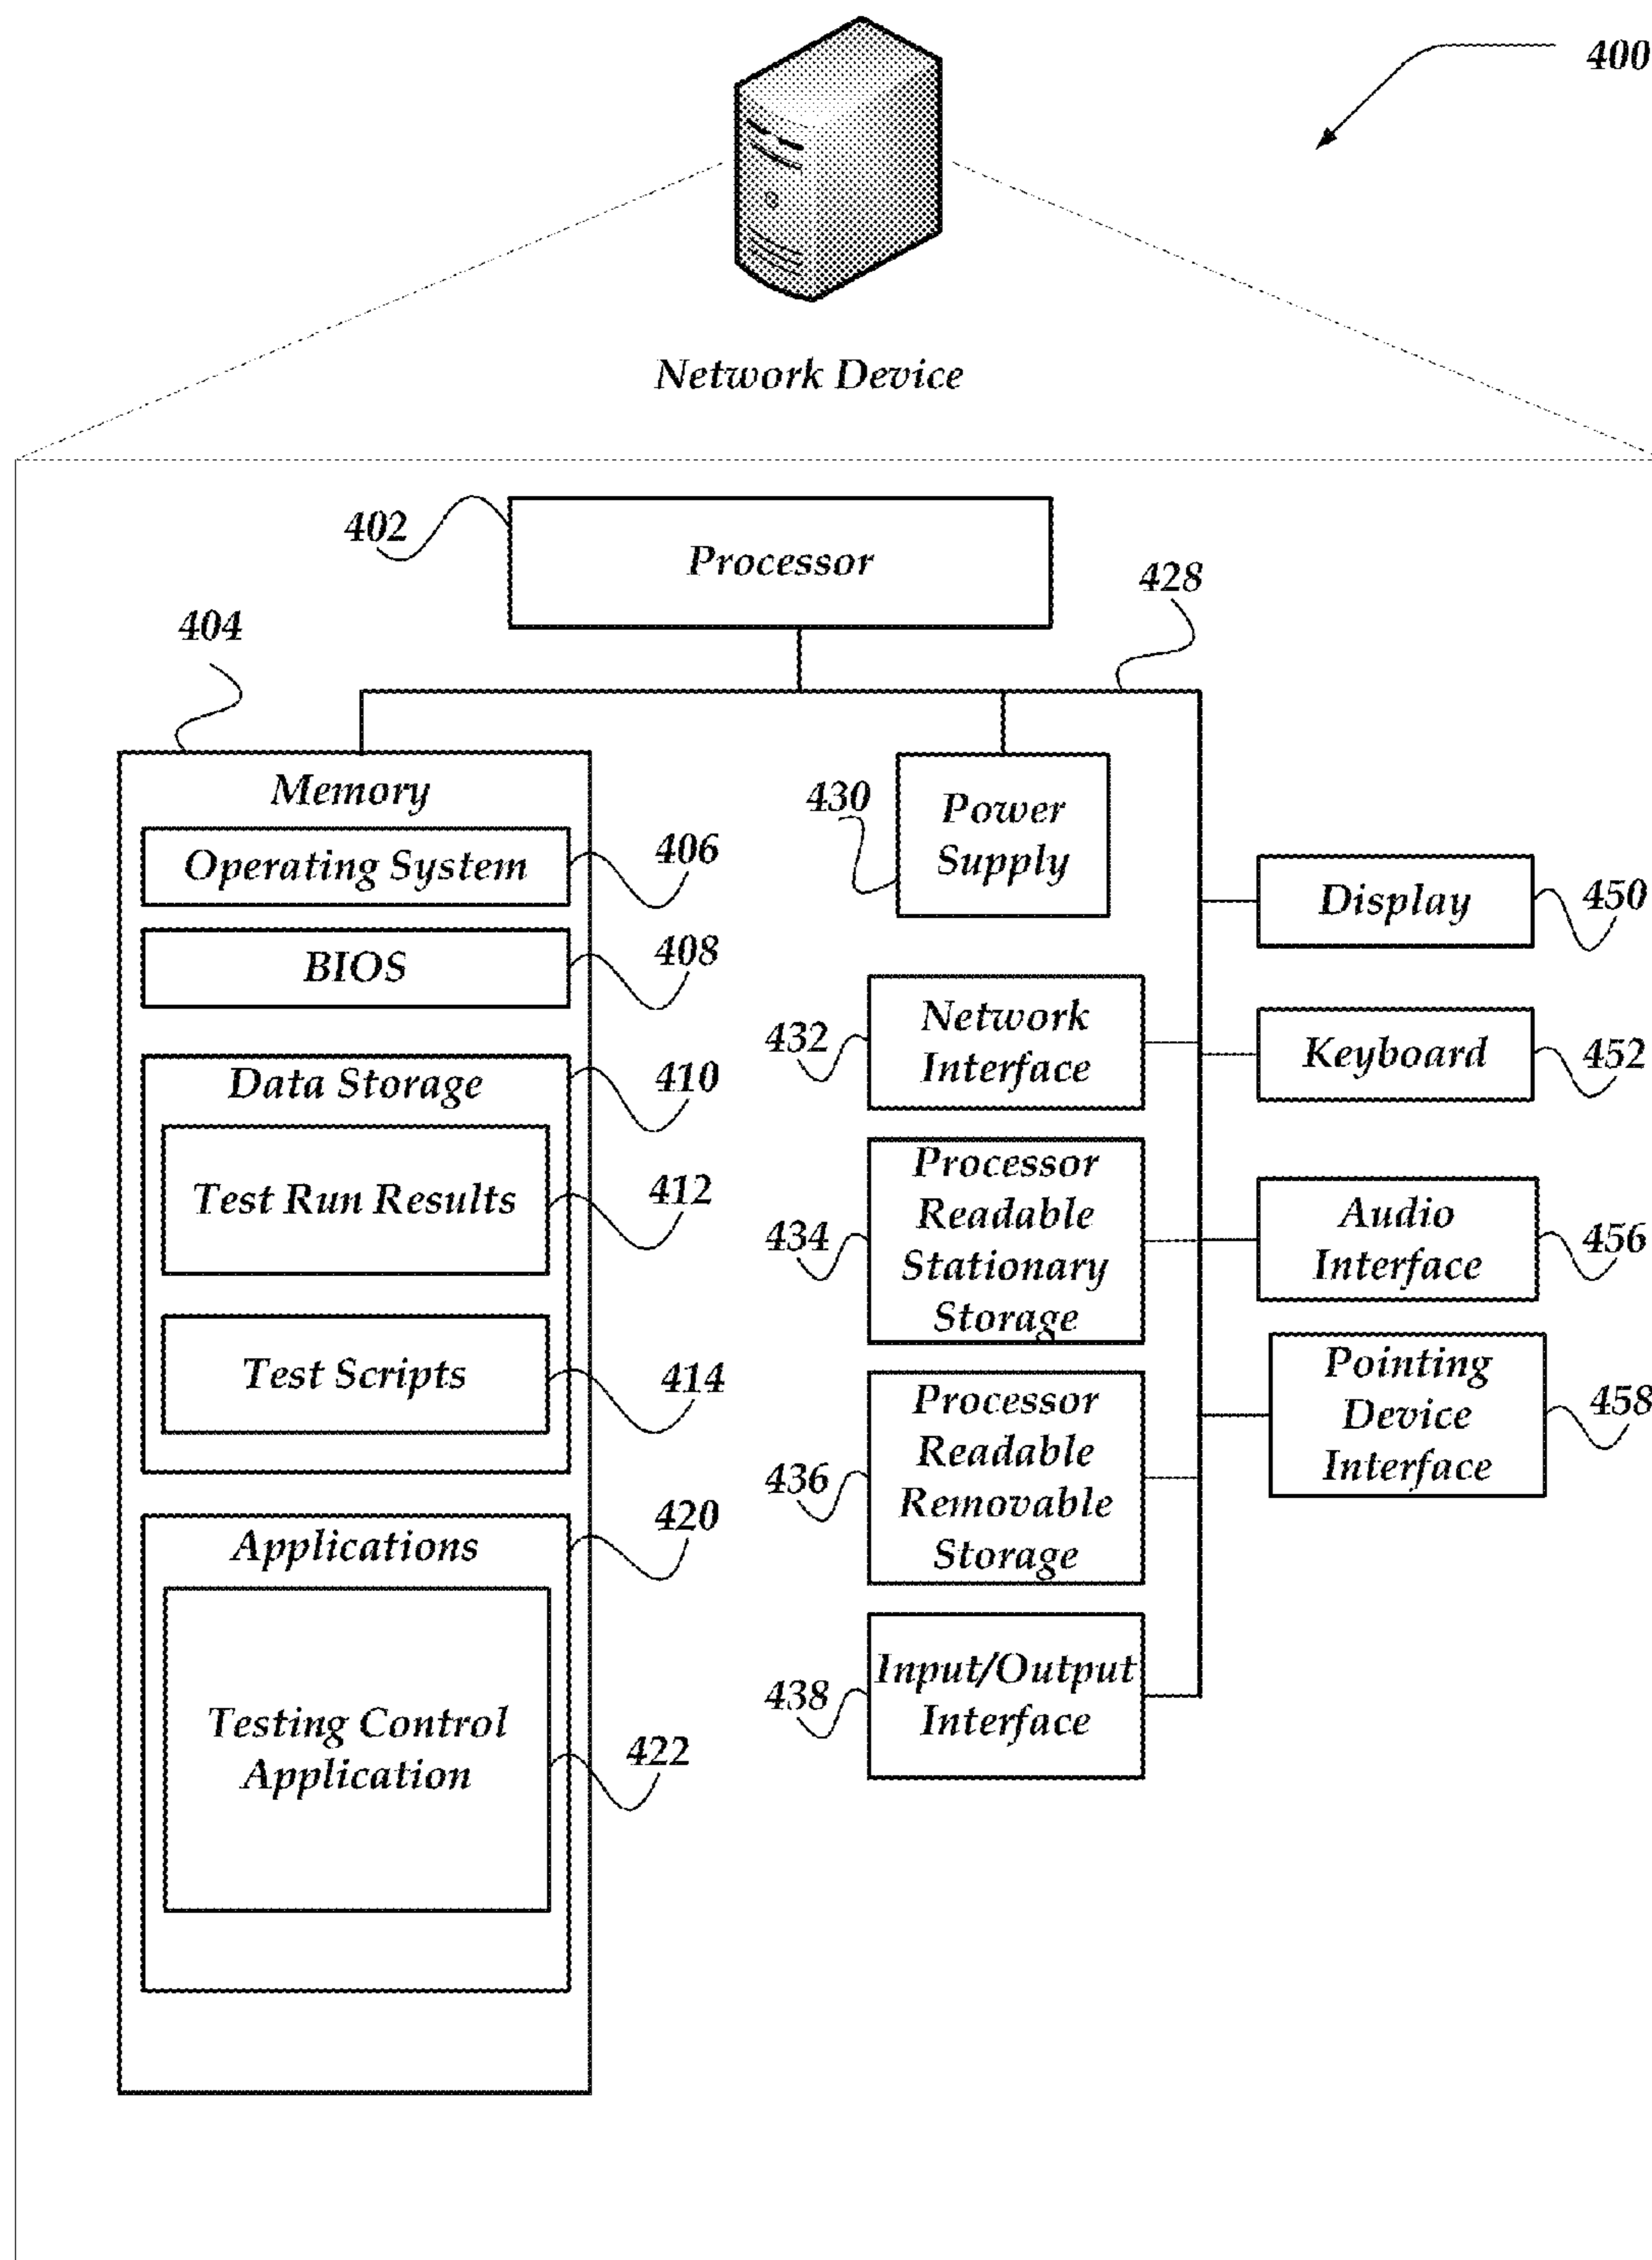 400
Network Device
402
Processor
428
404
Memory
Operating System
406
BIOS
408
Data Storage
410
Test Run Results
412
Test Scripts
414
Applications
420
Testing Control
Application
422
430
Power
Supply
432
Network
Interface
434
Processor
Readable
Stationary
Storage
436
Processor
Readable
Removable
Storage
438
Input/Output
Interface
Display
450
Keyboard
452
Audio
Interface
456
Pointing
Device
Interface
458